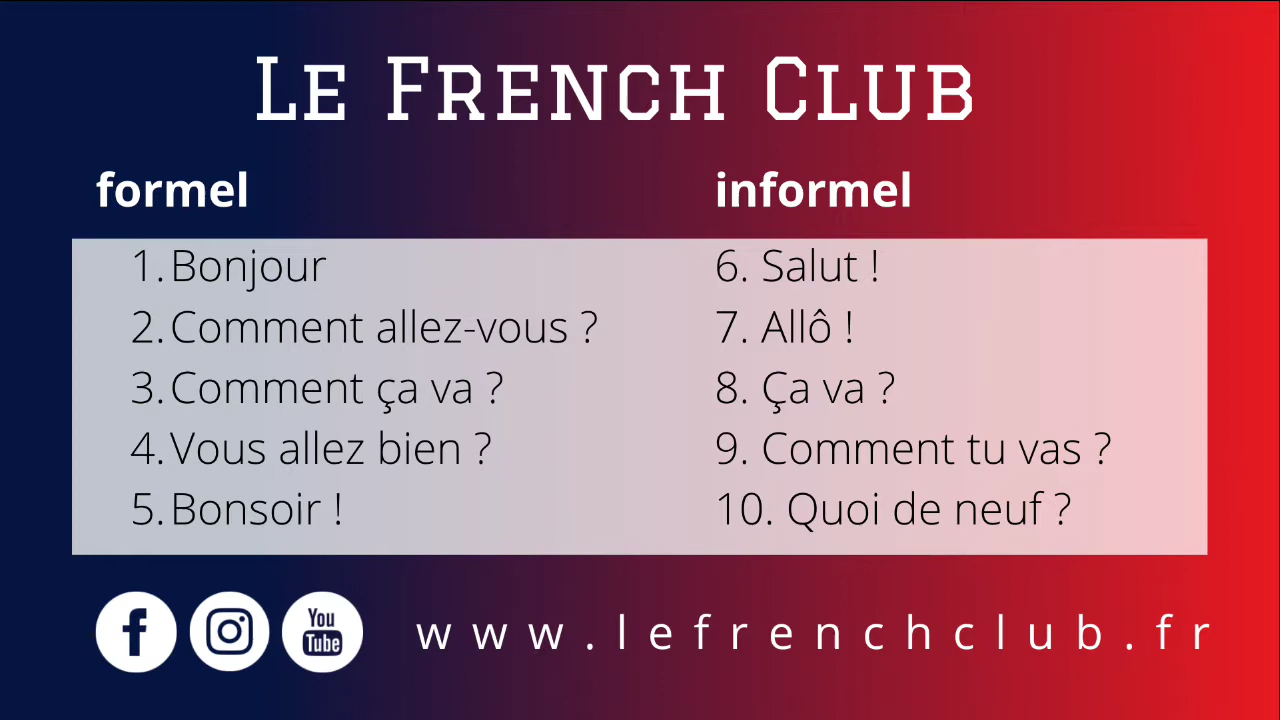 Le French Club
formel
informel
1. Bonjour
2. Comment allez-vous ?
3. Comment ça va ?
4. Vous allez bien ?
5. Bonsoir !
6. Salut !
7. Allô !
8. Ça va ?
9. Comment tu vas ?
10. Quoi de neuf ?
You
Tube
www.lefrenchclub.fr